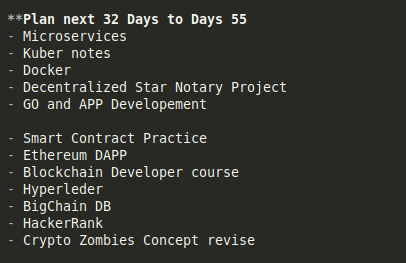 **Plan next 32 Days to Days 55
- Microservices
- Kuber notes
- Docker
- Decentralized Star Notary Project
- GO and APP Developement
- Smart Contract Practice
- Ethereum DAPP
- Blockchain Developer course
- Hyperleder
- BigChain DB
- HackerRank
- Crypto Zombies Concept revise